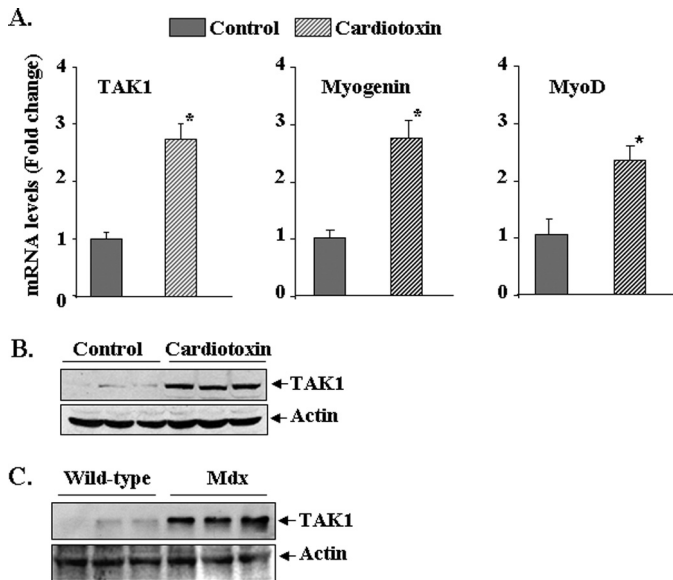 A.
Control Cardiotoxin
mRNA levels (Fold change)
4
3
2
1
0
TAK1
*
4
3
2
1
0
Myogenin
*
4
3
2
1
0
MyoD
*
B.
Control Cardiotoxin
TAK1
Actin
C.
Wild-type Mdx
TAK1
Actin